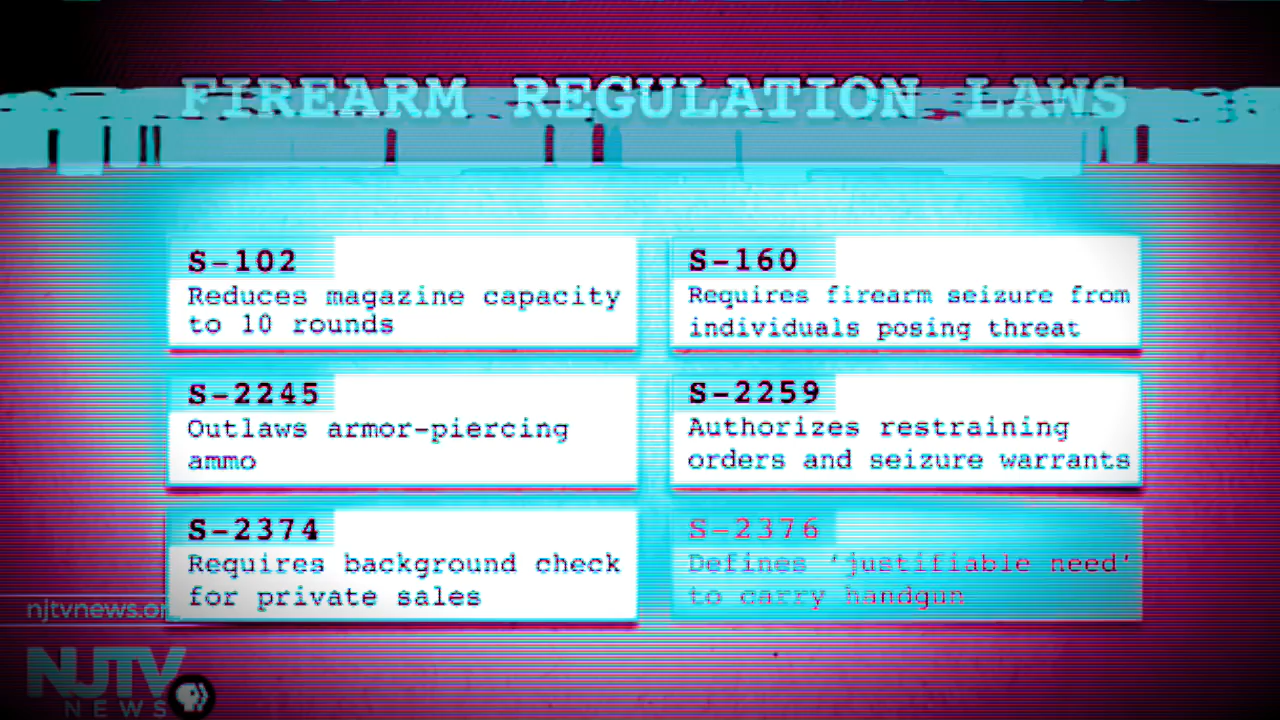 FIREARM REGULATION LAWS
S-102
Reduces magazine capacity
to 10 rounds
S-160
Requires firearm seizure from
individuals posing threat
S-2245
Outlaws armor-piercing
ammo
S-2259
Authorizes restraining
orders and seizure warrants
S-2374
Requires background check
for private sales
S-2376
Defines 'justifiable need'
to carry handgun
njtvnews.or
NJTV
NEWS